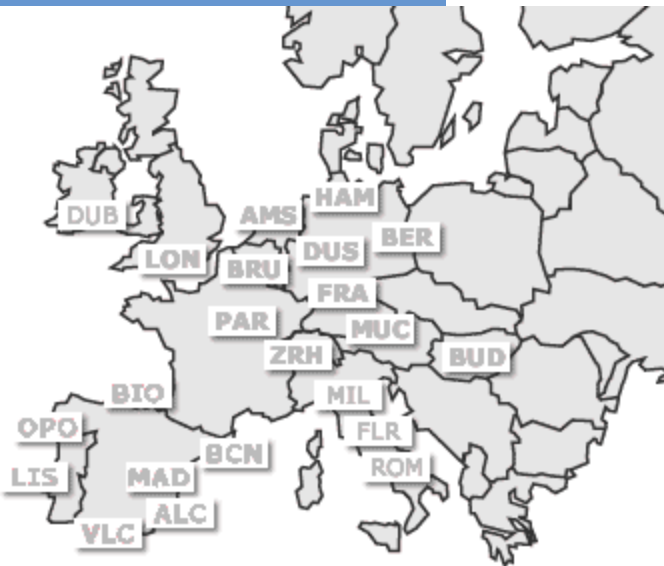 HAM
DUB
AMS
BER
DUS
LON
BRU
FRA
PAR
MUC
ZRH
BUD
BIO
MIL
OPO
FLR
BCN
ROM
LIS
MAD
ALC
VLC